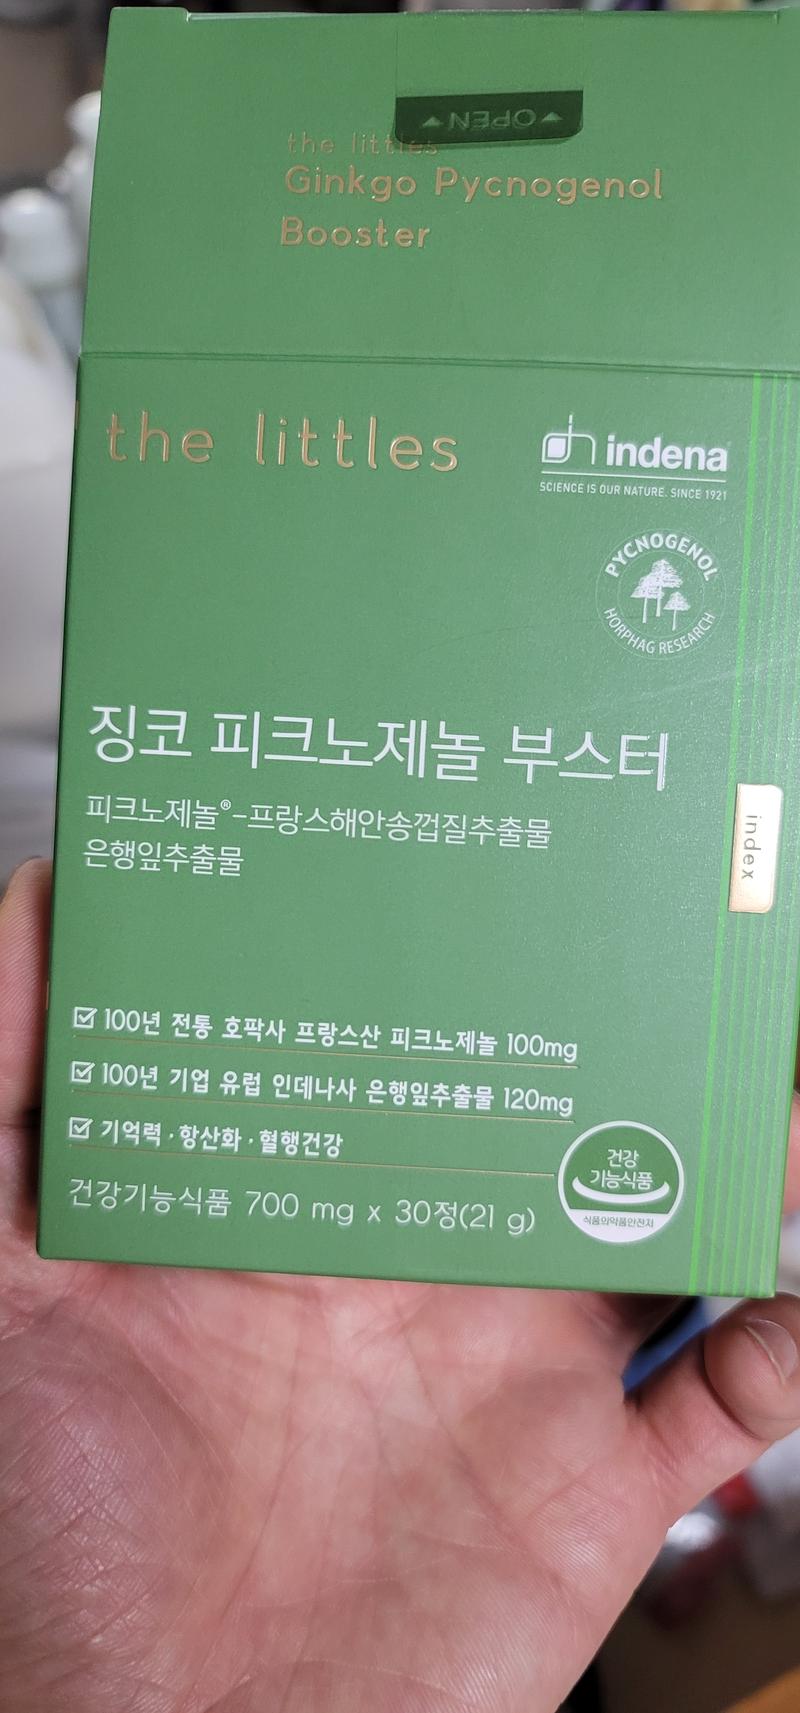 OPEN
the littles
Ginkgo Pycnogenol
Booster
the littles
indena
SCIENCE IS OUR NATURE. SINCE 1921
PYCNOGENOL
HORPHAG RESEARCH
징코 피크노제놀 부스터
피크노제놀®-프랑스해안송껍질추출물
은행잎추출물
index
100년 전통 호팍사 프랑스산 피크노제놀 100mg
100년 기업 유럽 인데나사 은행잎추출물 120mg
기억력·항산화·혈행건강
건강기능식품 700 mg x 30정(21 g)
건강
기능식품
식품의약품안전처